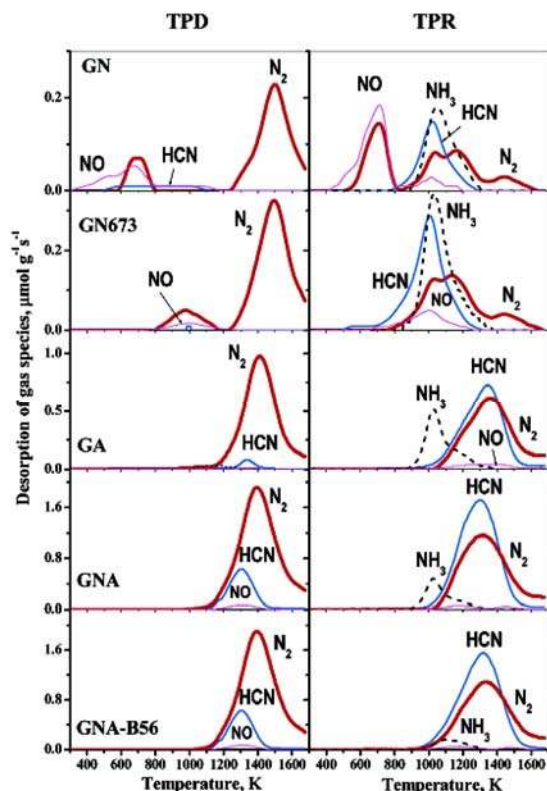 TPD TPR
GN N₂ NO NH₃ HCN
0.2 NO HCN N₂
0.0
GN673 N₂ NH₃
0.2 NO HCN NO N₂
0.0
GA N₂ HCN
1.0 NH₃
0.5 HCN NO N₂
0.0
GNA N₂ HCN
1.6
0.8 HCN NH₃ N₂
NO
0.0
GNA-B56 N₂ HCN
1.6
0.8 HCN N₂
NO NH₃
0.0
400 600 800 1000 1200 1400 1600 400 600 800 1000 1200 1400 1600
Temperature, K Temperature, K
Desorption of gas species, μmol g⁻¹s⁻¹